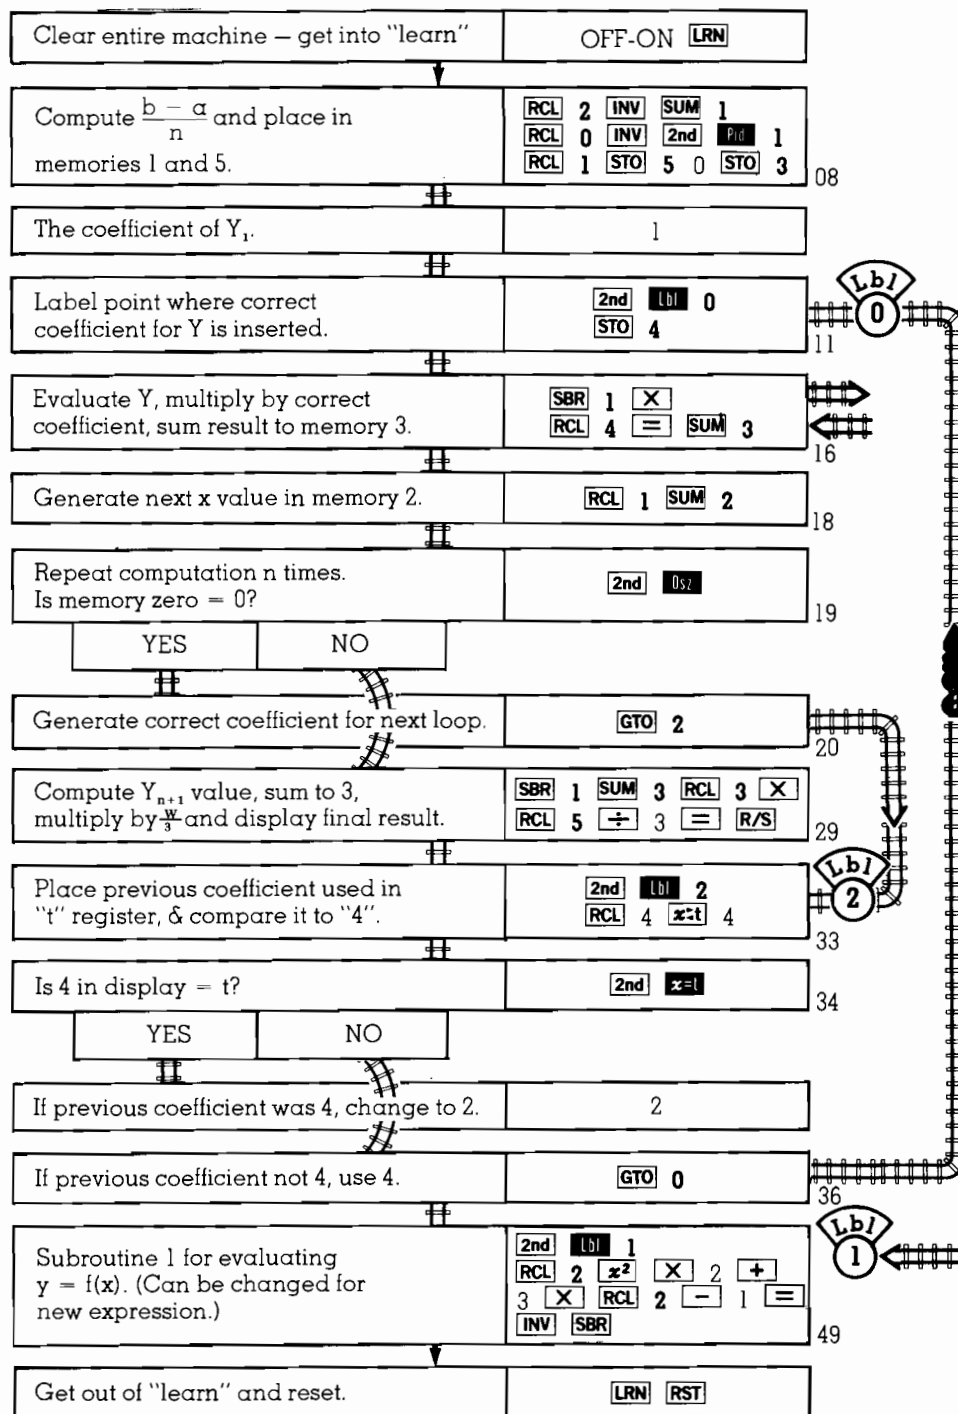 Clear entire machine – get into "learn"
OFF-ON LRN
Compute b – a / n and place in
memories 1 and 5.
RCL 2 INV SUM 1
RCL 0 INV 2nd Prd 1
RCL 1 STO 5 0 STO 3
08
The coefficient of Y₁.
1
Label point where correct
coefficient for Y is inserted.
2nd Lbl 0
STO 4
11
Lbl
0
Evaluate Y, multiply by correct
coefficient, sum result to memory 3.
SBR 1 ×
RCL 4 = SUM 3
16
Generate next x value in memory 2.
RCL 1 SUM 2
18
Repeat computation n times.
Is memory zero = 0?
2nd Dsz
19
YES NO
Generate correct coefficient for next loop.
GTO 2
20
Compute Yₙ₊₁ value, sum to 3,
multiply by w/3 and display final result.
SBR 1 SUM 3 RCL 3 ×
RCL 5 ÷ 3 = R/S
29
Place previous coefficient used in
"t" register, & compare it to "4".
2nd Lbl 2
RCL 4 x:t 4
33
Lbl
2
Is 4 in display = t?
2nd x=t
34
YES NO
If previous coefficient was 4, change to 2.
2
If previous coefficient not 4, use 4.
GTO 0
36
Subroutine 1 for evaluating
y = f(x). (Can be changed for
new expression.)
2nd Lbl 1
RCL 2 x² × 2 +
3 × RCL 2 – 1 =
INV SBR
49
Lbl
1
Get out of "learn" and reset.
LRN RST